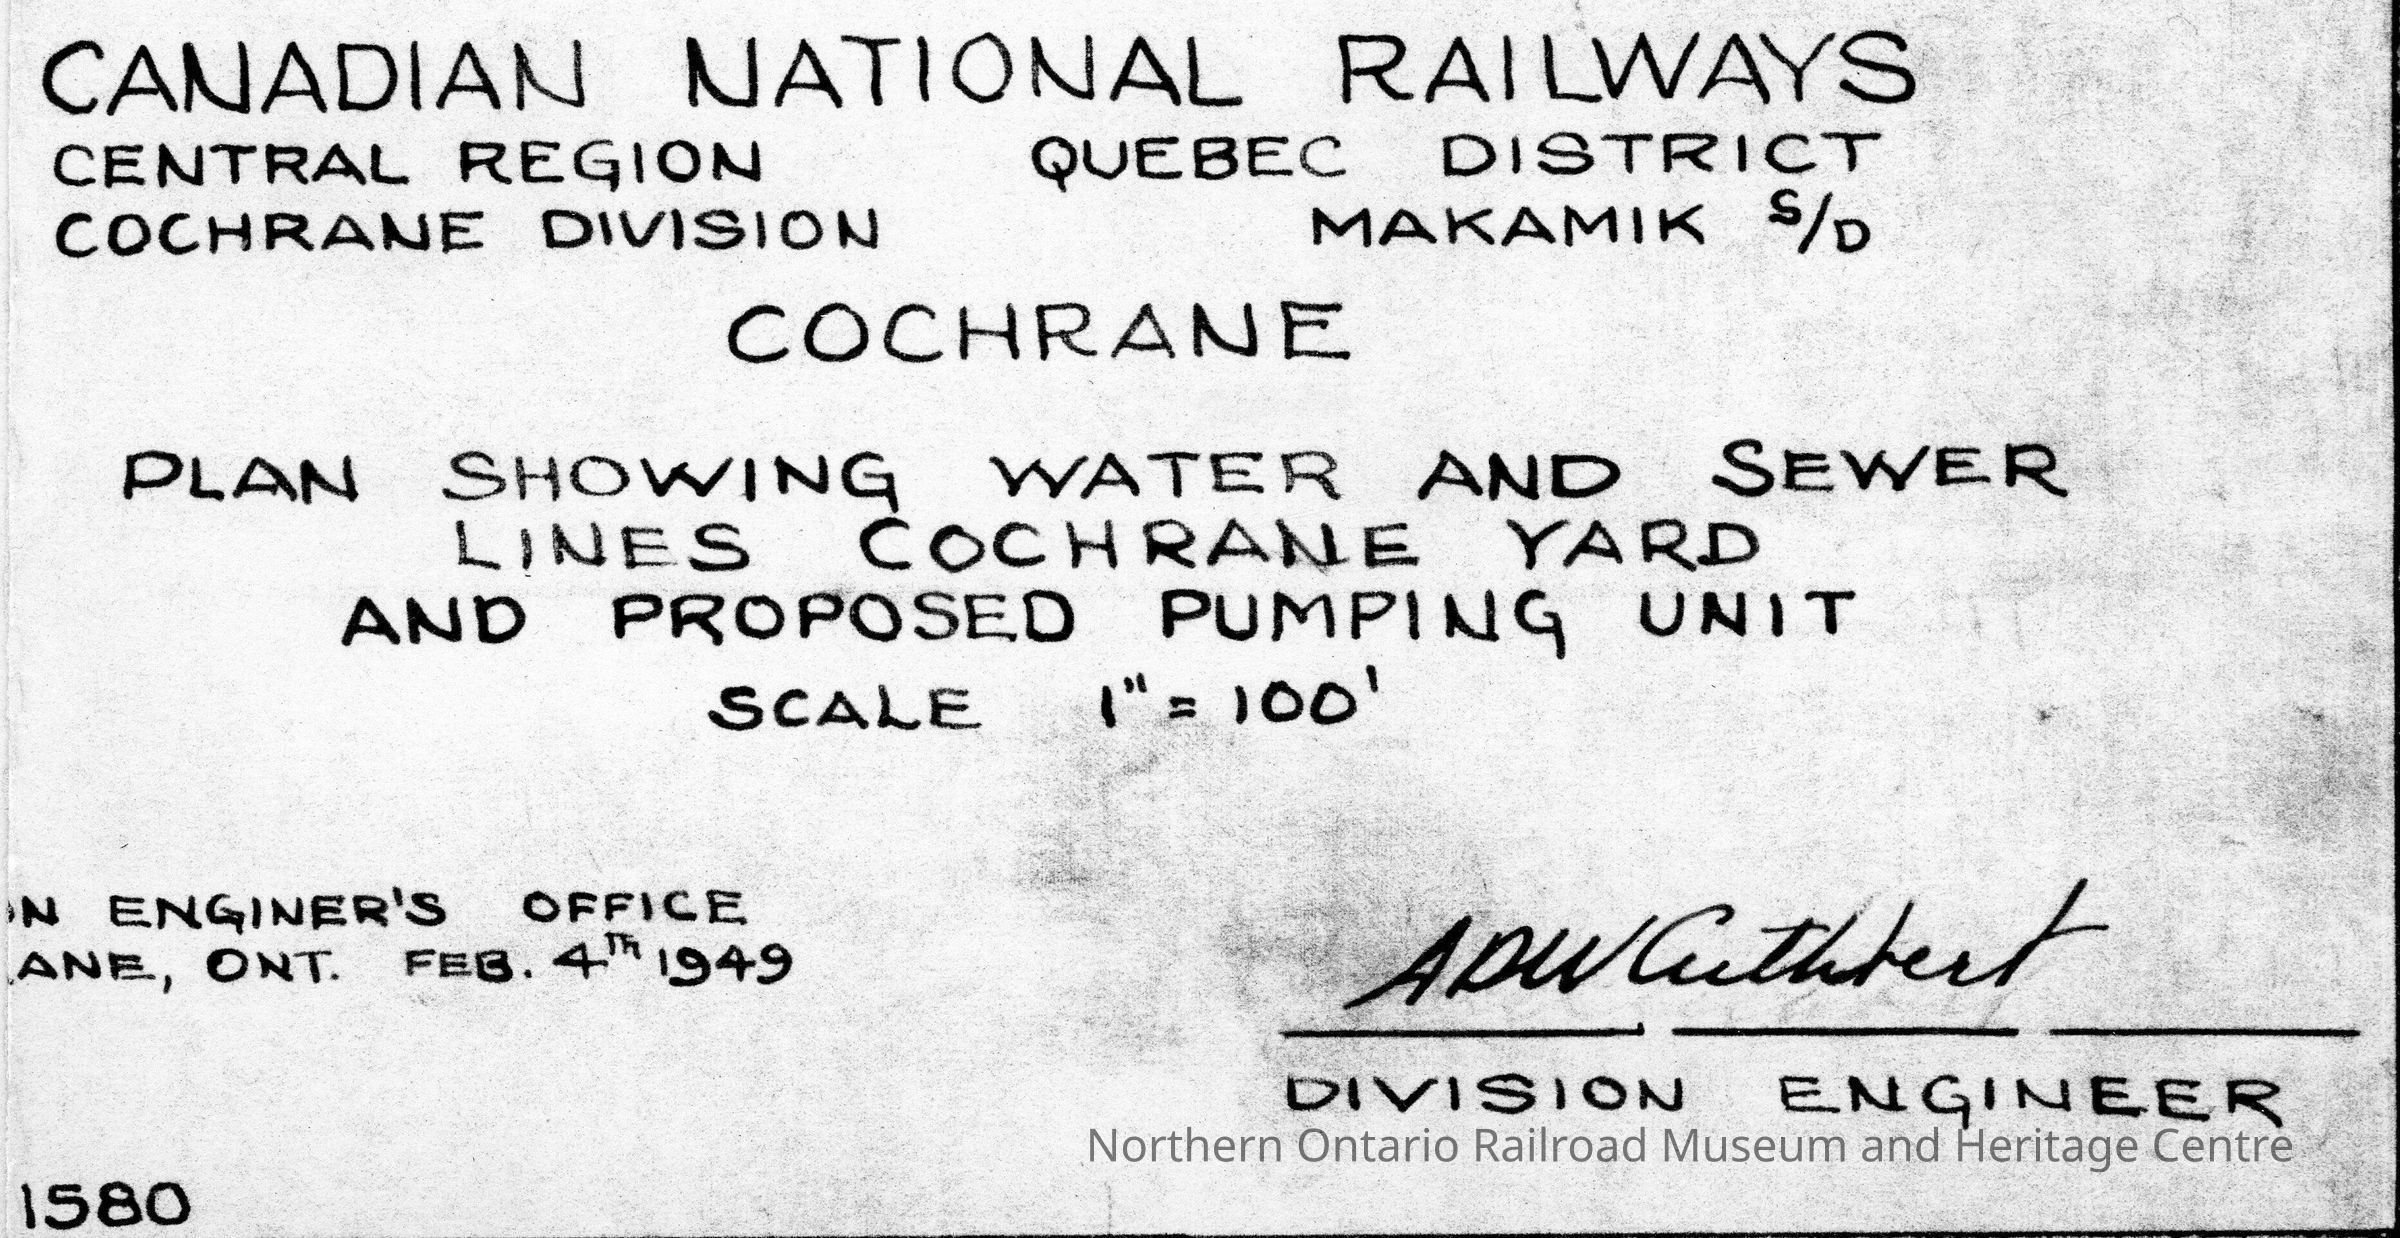 CANADIAN NATIONAL RAILWAYS
CENTRAL REGION QUEBEC DISTRICT
COCHRANE DIVISION MAKAMIK S/D
COCHRANE
PLAN SHOWING WATER AND SEWER
LINES COCHRANE YARD
AND PROPOSED PUMPING UNIT
SCALE 1" = 100'
N ENGINER'S OFFICE
ANE, ONT. FEB. 4TH 1949
ADW Cuthbert
DIVISION ENGINEER
Northern Ontario Railroad Museum and Heritage Centre
1580